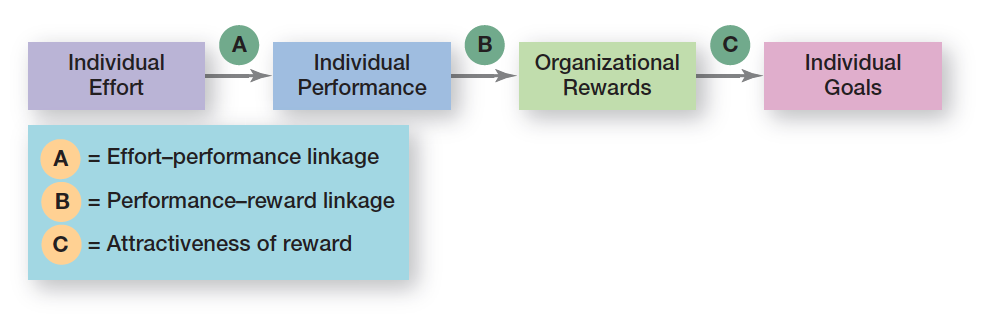 A
B
C
Individual
Effort
Individual
Performance
Organizational
Rewards
Individual
Goals
A = Effort–performance linkage
B = Performance–reward linkage
C = Attractiveness of reward